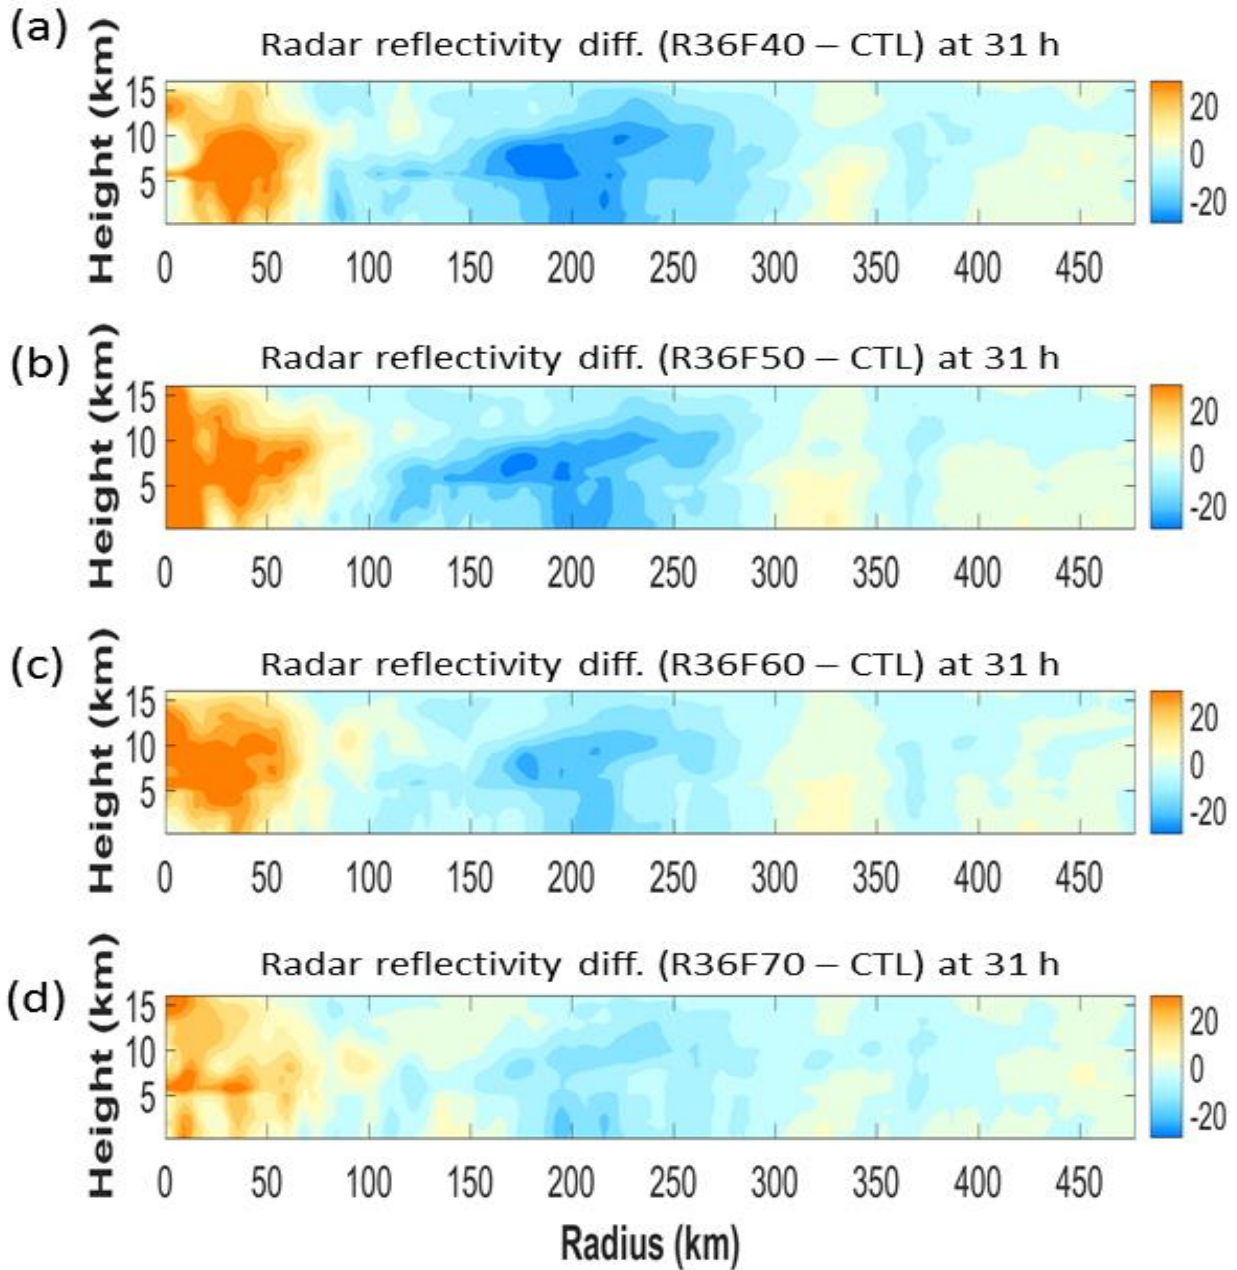 (a)
Radar reflectivity diff. (R36F40 – CTL) at 31 h
Height (km)
15
10
5
0 50 100 150 200 250 300 350 400 450
20
0
-20
(b)
Radar reflectivity diff. (R36F50 – CTL) at 31 h
Height (km)
15
10
5
0 50 100 150 200 250 300 350 400 450
20
0
-20
(c)
Radar reflectivity diff. (R36F60 – CTL) at 31 h
Height (km)
15
10
5
0 50 100 150 200 250 300 350 400 450
20
0
-20
(d)
Radar reflectivity diff. (R36F70 – CTL) at 31 h
Height (km)
15
10
5
0 50 100 150 200 250 300 350 400 450
20
0
-20
Radius (km)